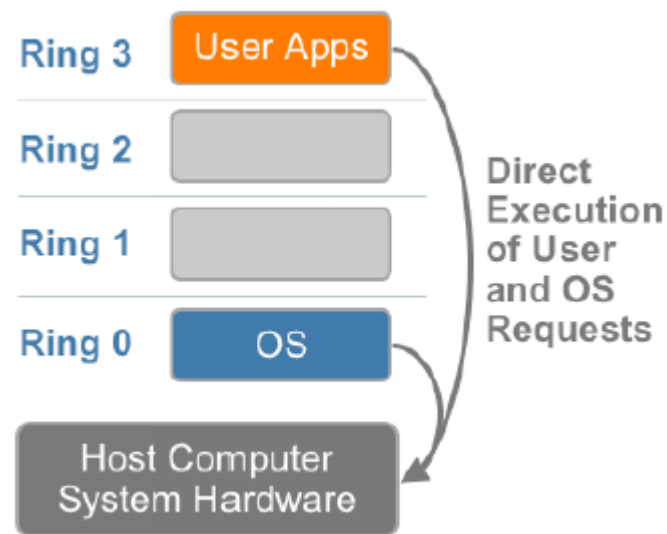 Ring 3
User Apps
Ring 2
Ring 1
Ring 0
OS
Direct
Execution
of User
and OS
Requests
Host Computer
System Hardware